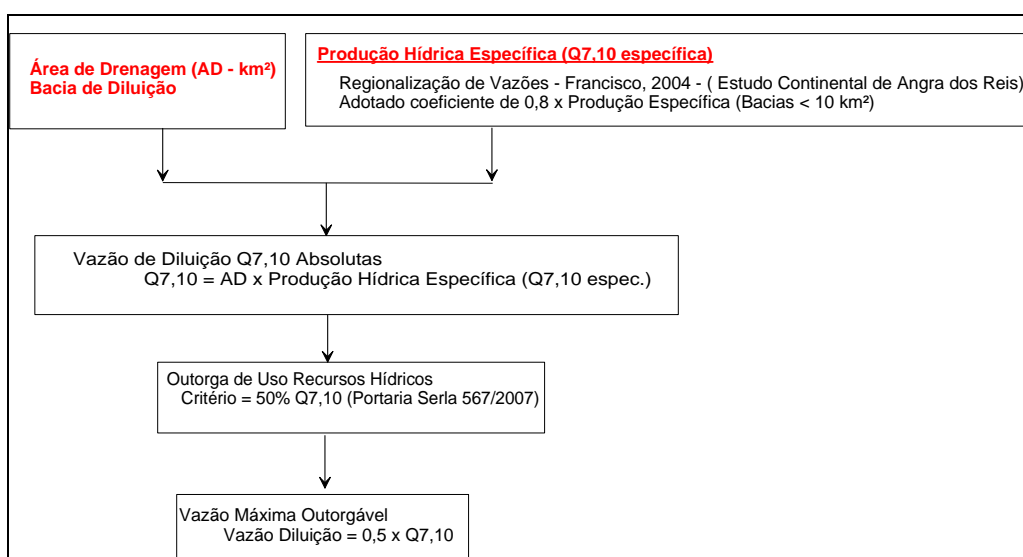 Área de Drenagem (AD - km²)
Bacia de Diluição
Produção Hídrica Específica (Q7,10 específica)
Regionalização de Vazões - Francisco, 2004 - ( Estudo Continental de Angra dos Reis)
Adotado coeficiente de 0,8 x Produção Específica (Bacias < 10 km²)
Vazão de Diluição Q7,10 Absolutas
Q7,10 = AD x Produção Hídrica Específica (Q7,10 espec.)
Outorga de Uso Recursos Hídricos
Critério = 50% Q7,10 (Portaria Serla 567/2007)
Vazão Máxima Outorgável
Vazão Diluição = 0,5 x Q7,10